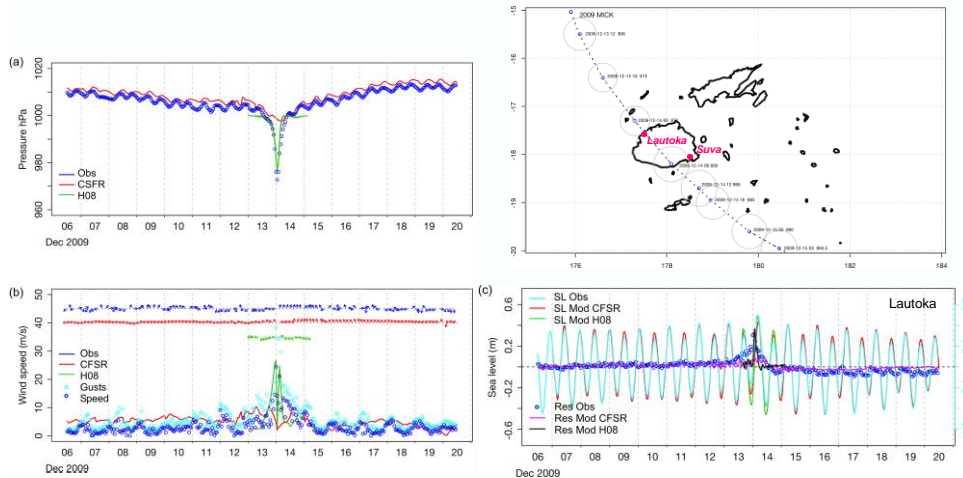 (a)
Pressure hPa
1020
1000
980
960
Obs
CSFR
H08
06 07 08 09 10 11 12 13 14 15 16 17 18 19 20
Dec 2009
-15
-16
-17
-18
-19
-20
2009 MICK
2009-12-13 12 995
Lautoka
Suva
176 178 180 182 184
(b)
Wind speed (m/s)
50
40
30
20
10
0
Obs
CFSR
H08
Gusts
Speed
06 07 08 09 10 11 12 13 14 15 16 17 18 19 20
Dec 2009
(c)
Sea level (m)
0.6
0.2
-0.2
-0.6
SL Obs
SL Mod CFSR
SL Mod H08
Lautoka
Res Obs
Res Mod CFSR
Res Mod H08
06 07 08 09 10 11 12 13 14 15 16 17 18 19 20
Dec 2009